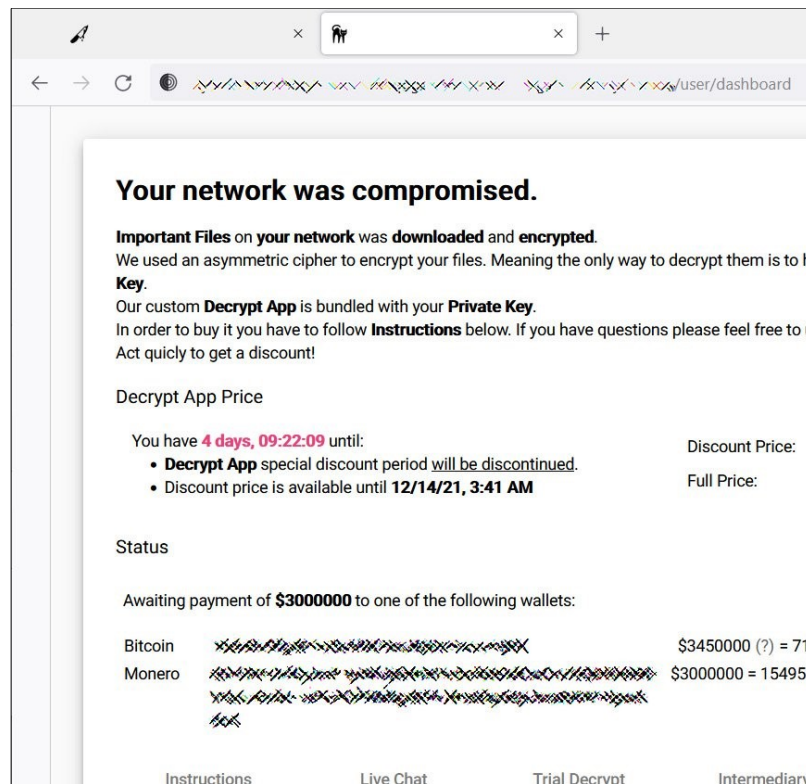 /user/dashboard
Your network was compromised.
Important Files on your network was downloaded and encrypted.
We used an asymmetric cipher to encrypt your files. Meaning the only way to decrypt them is to
Key.
Our custom Decrypt App is bundled with your Private Key.
In order to buy it you have to follow Instructions below. If you have questions please feel free to
Act quicly to get a discount!
Decrypt App Price
You have 4 days, 09:22:09 until:
• Decrypt App special discount period will be discontinued.
• Discount price is available until 12/14/21, 3:41 AM
Discount Price:
Full Price:
Status
Awaiting payment of $3000000 to one of the following wallets:
Bitcoin $3450000 (?) = 71
Monero $3000000 = 15495
Instructions Live Chat Trial Decrypt Intermediary